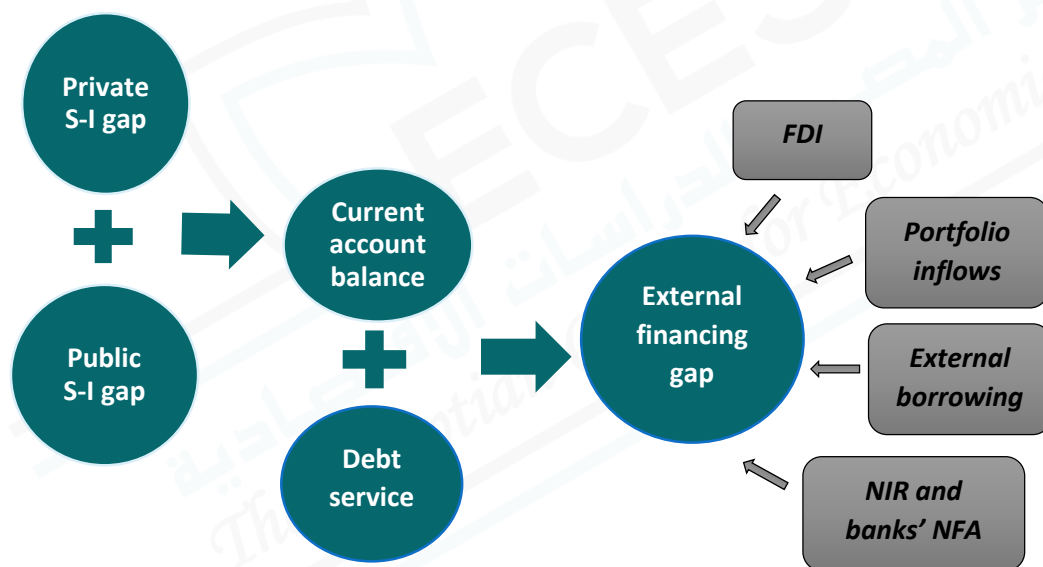 Private
S-I gap
Public
S-I gap
Current
account
balance
Debt
service
External
financing
gap
FDI
Portfolio
inflows
External
borrowing
NIR and
banks’ NFA
ECES